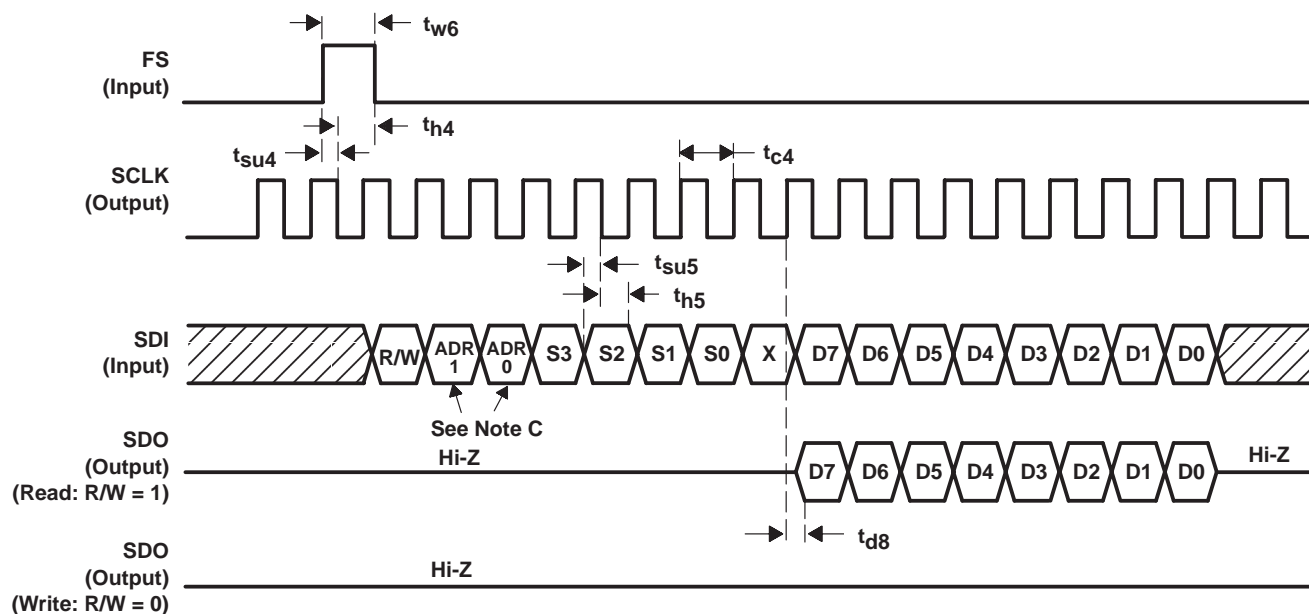 tw6
FS
(Input)
th4
tsu4
tc4
SCLK
(Output)
tsu5
th5
SDI
(Input)
R/W ADR 1 ADR 0 S3 S2 S1 S0 X D7 D6 D5 D4 D3 D2 D1 D0
See Note C
SDO
(Output)
(Read: R/W = 1)
Hi-Z
D7 D6 D5 D4 D3 D2 D1 D0
Hi-Z
td8
SDO
(Output)
(Write: R/W = 0)
Hi-Z